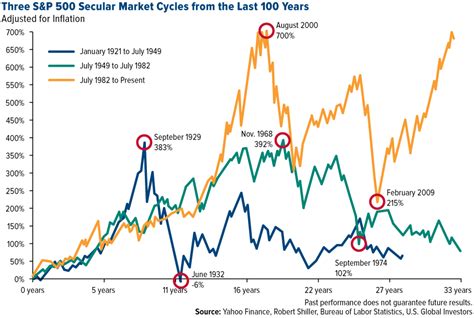 Three S&P 500 Secular Market Cycles from the Last 100 Years
Adjusted for Inflation
700%
650%
600%
550%
500%
450%
400%
350%
300%
250%
200%
150%
100%
50%
0%
January 1921 to July 1949
July 1949 to July 1982
July 1982 to Present
August 2000
700%
Septeber 1929
383%
Nov. 1968
392%
February 2009
215%
June 1932
-6%
September 1974
102%
0 years
5 years
11 years
16 years
22 years
27 years
33 years
Past performance does not guarantee future results.
Source: Yahoo Finance, Robert Shiller, Bureau of Labor Statistics, U.S. Global Investors